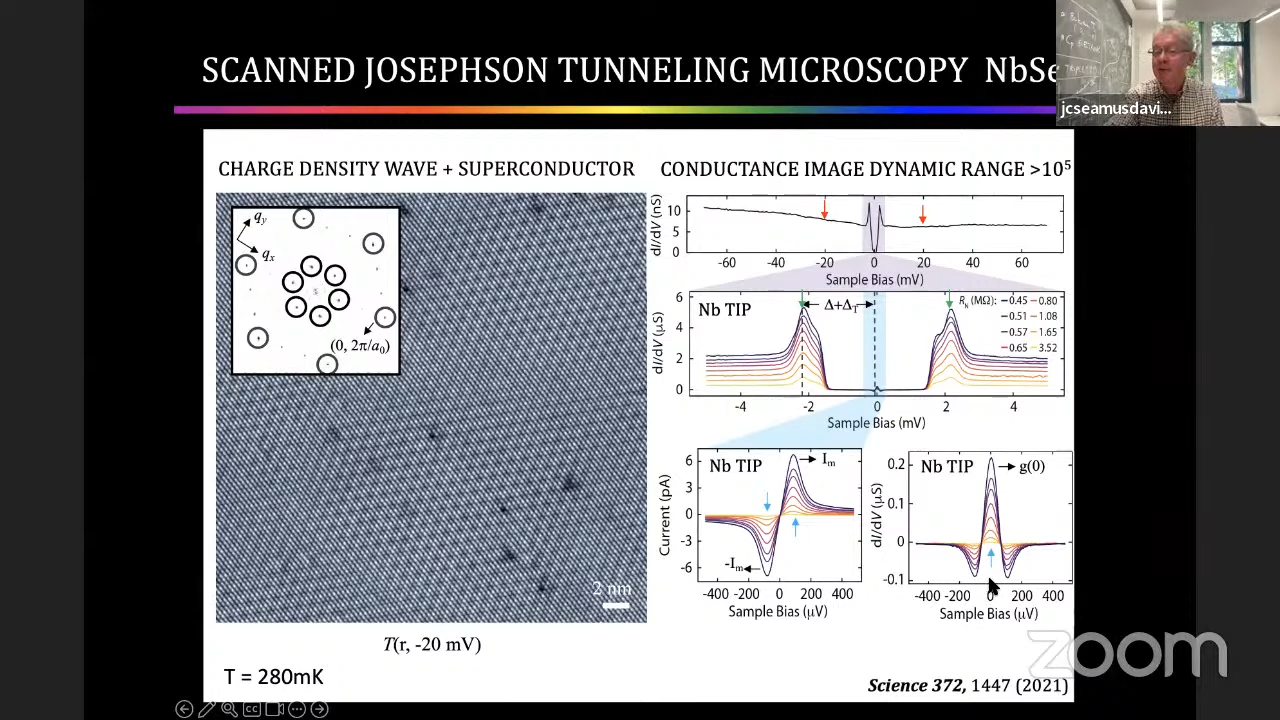 SCANNED JOSEPHSON TUNNELING MICROSCOPY NbSe
jcseamusdavi...
CHARGE DENSITY WAVE + SUPERCONDUCTOR
qy
qx
(0, 2π/a0)
2 nm
T(r, -20 mV)
T = 280mK
CONDUCTANCE IMAGE DYNAMIC RANGE >10⁵
dI/dV (nS)
10
5
0
-60 -40 -20 0 20 40 60
Sample Bias (mV)
Nb TIP
Δ+ΔT
RN (MΩ): 0.45 0.80
0.51 1.08
0.57 1.65
0.65 3.52
dI/dV (μS)
6
4
2
0
-4 -2 0 2 4
Sample Bias (mV)
Nb TIP
Im
-Im
Current (pA)
6
3
0
-3
-6
-400 -200 0 200 400
Sample Bias (μV)
Nb TIP
g(0)
dI/dV (μS)
0.2
0.1
0
-0.1
-400 -200 0 200 400
Sample Bias (μV)
zoom
Science 372, 1447 (2021)
CC